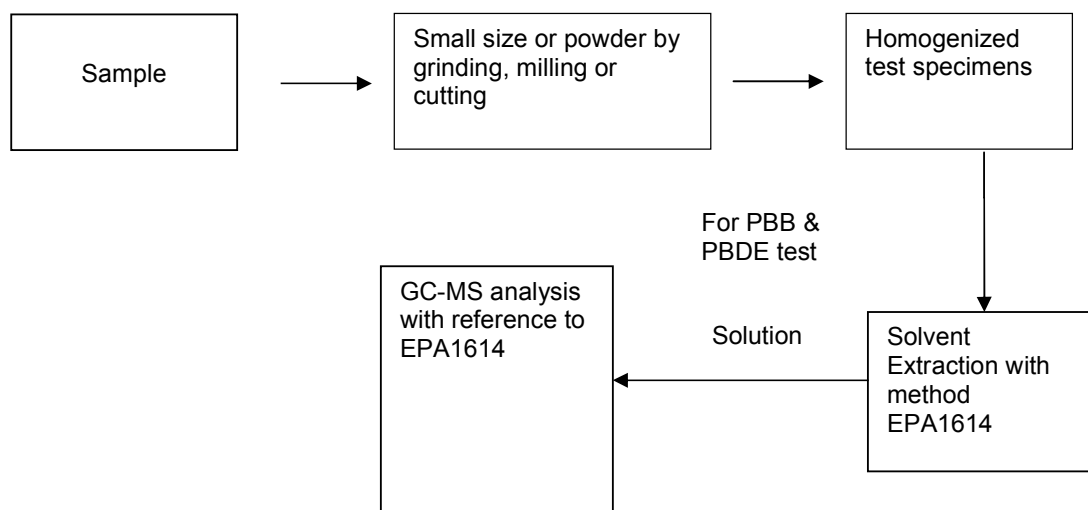 Sample
Small size or powder by
grinding, milling or
cutting
Homogenized
test specimens
For PBB &
PBDE test
GC-MS analysis
with reference to
EPA1614
Solution
Solvent
Extraction with
method
EPA1614